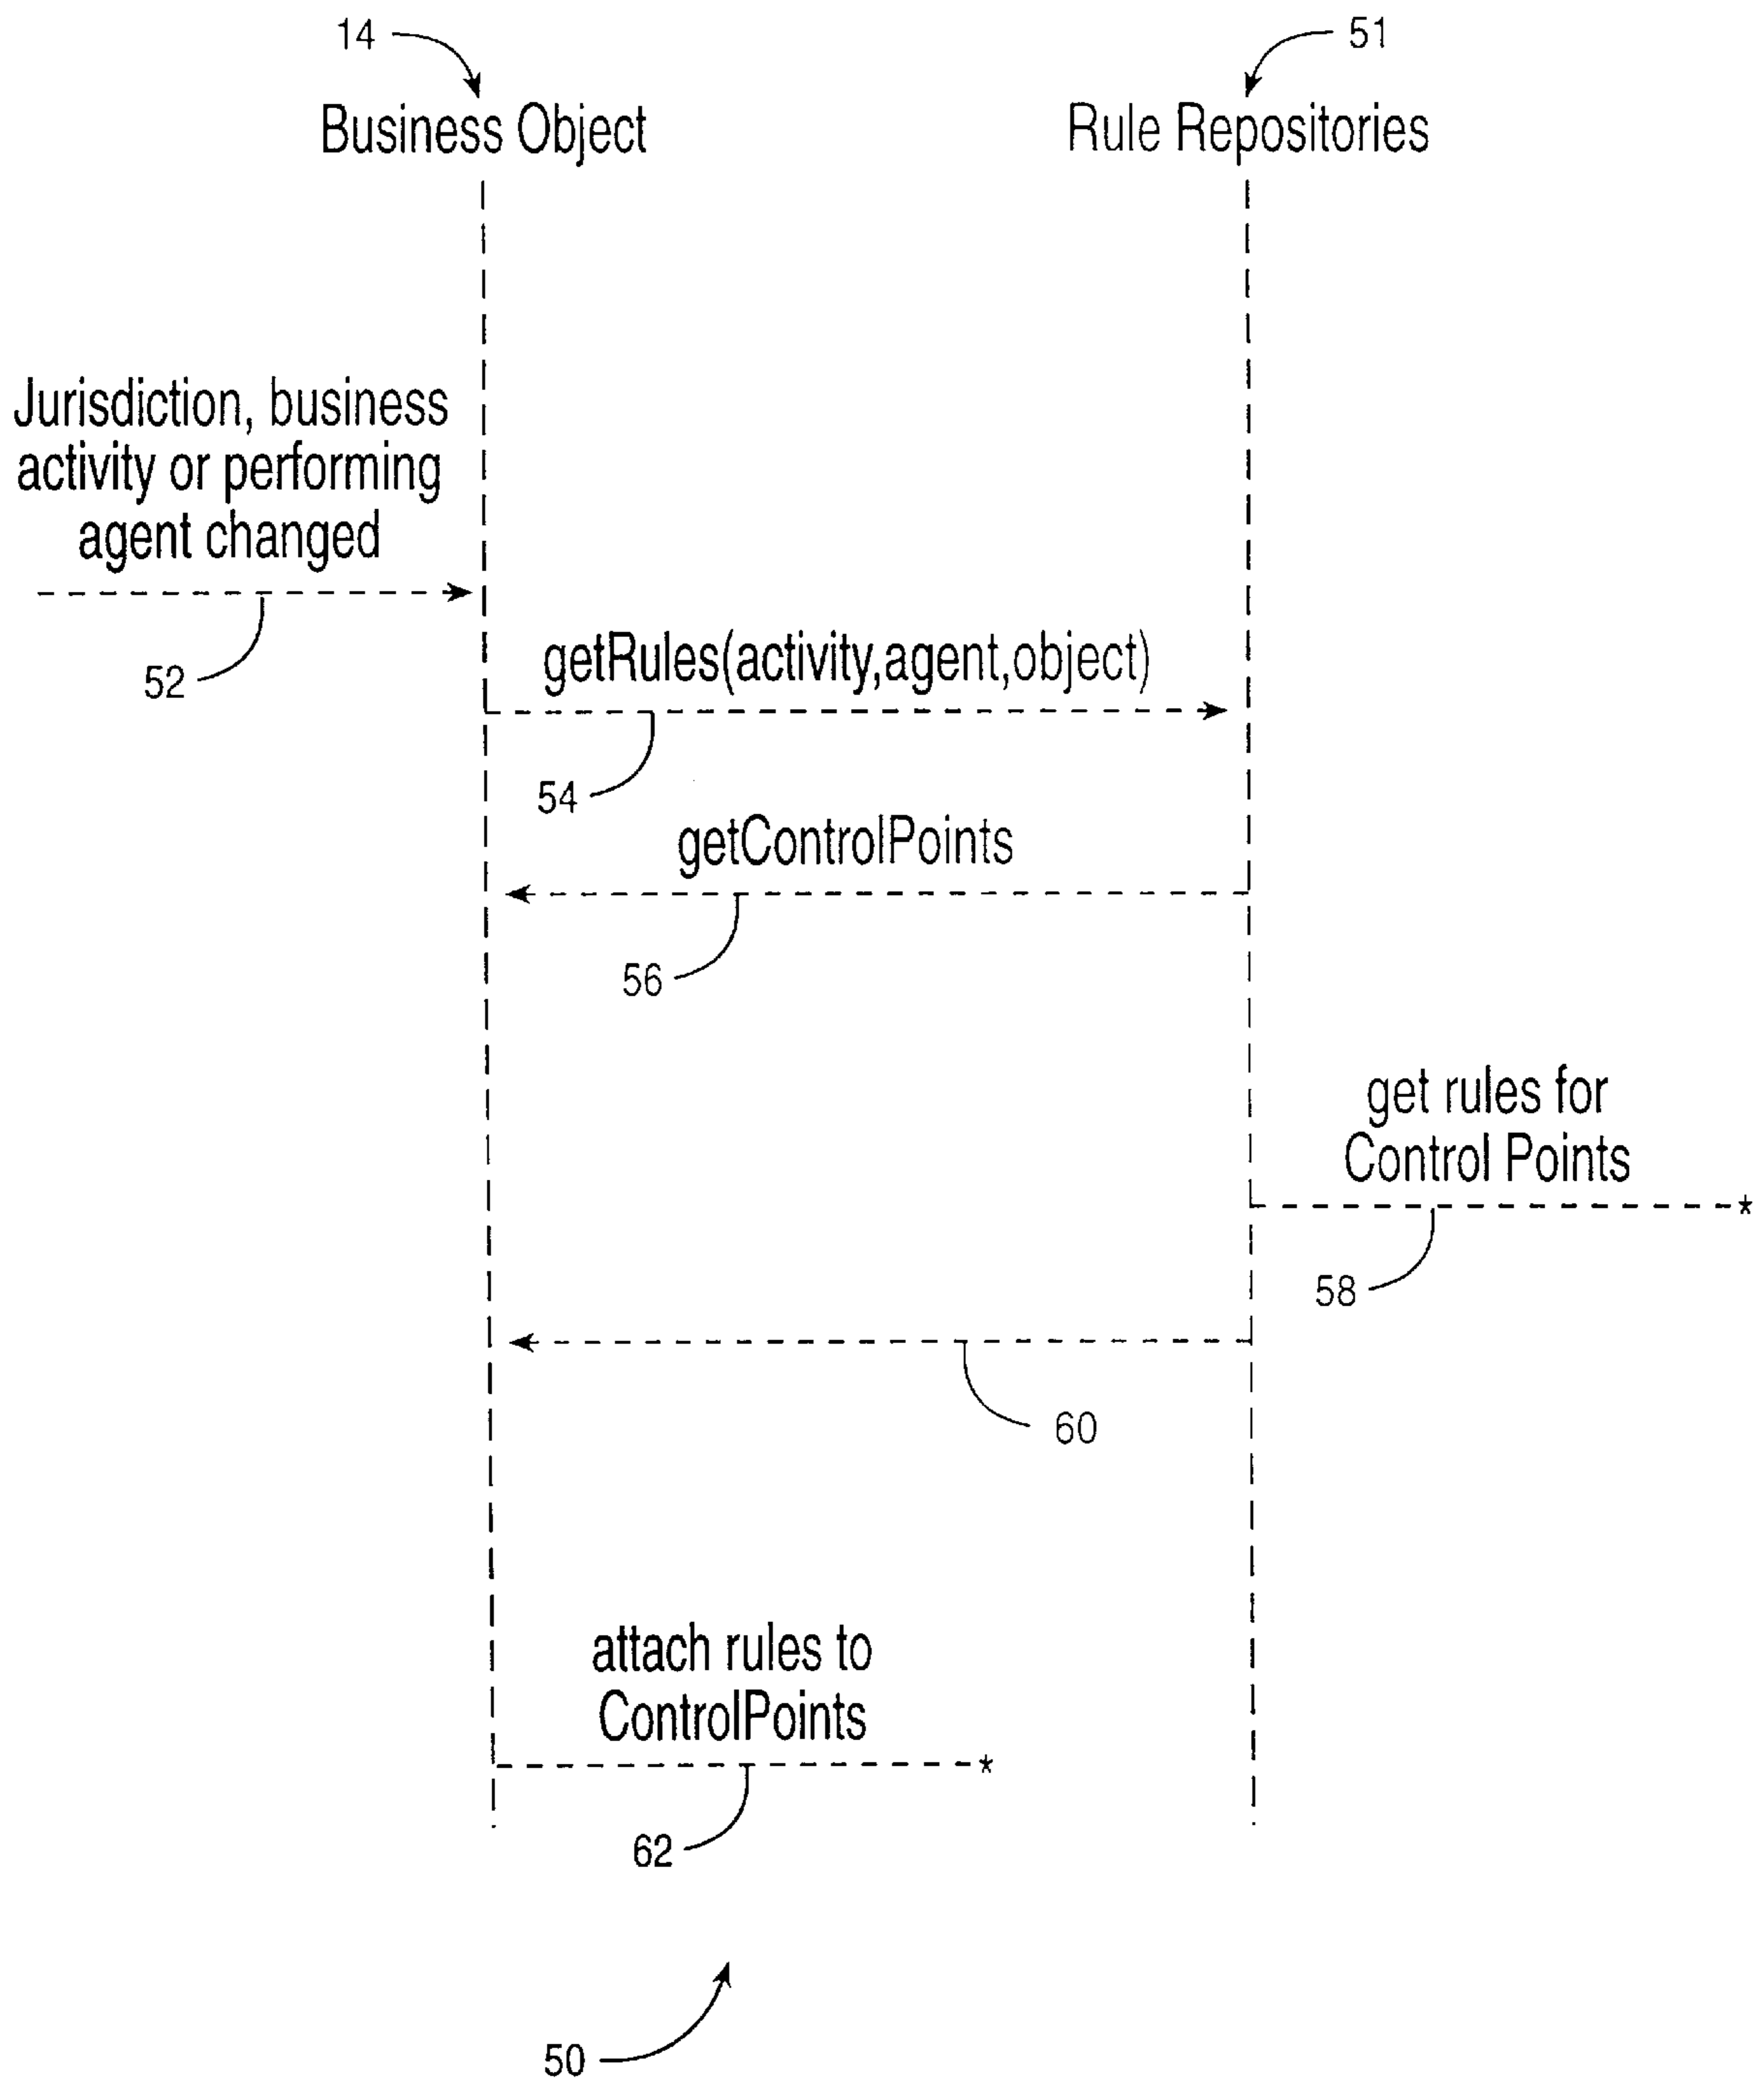 14
51
Business Object
Rule Repositories
Jurisdiction, business
activity or performing
agent changed
52
getRules(activity,agent,object)
54
getControlPoints
56
get rules for
Control Points
58
60
attach rules to
ControlPoints
62
50